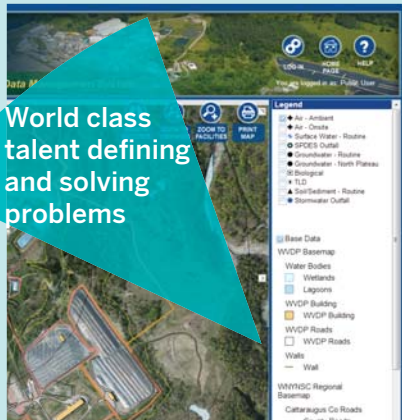 LOG IN
HOME
PAGE
HELP
Data M
You are logged in as: Public User
World class
talent defining
and solving
problems
ZOOM TO
FACILITIES
PRINT
MAP
Legend
Air - Ambient
Air - Onsite
Surface Water - Routine
SPDES Outfall
Groundwater - Routine
Groundwater - North Plateau
Biological
TLD
Soil/Sediment - Routine
Stormwater Outfall
Base Data
WVDP Basemap
Water Bodies
Wetlands
Lagoons
WVDP Building
WVDP Building
WVDP Roads
WVDP Roads
Walls
Wall
WNYNSC Regional
Basemap
Cattaraugus Co Roads